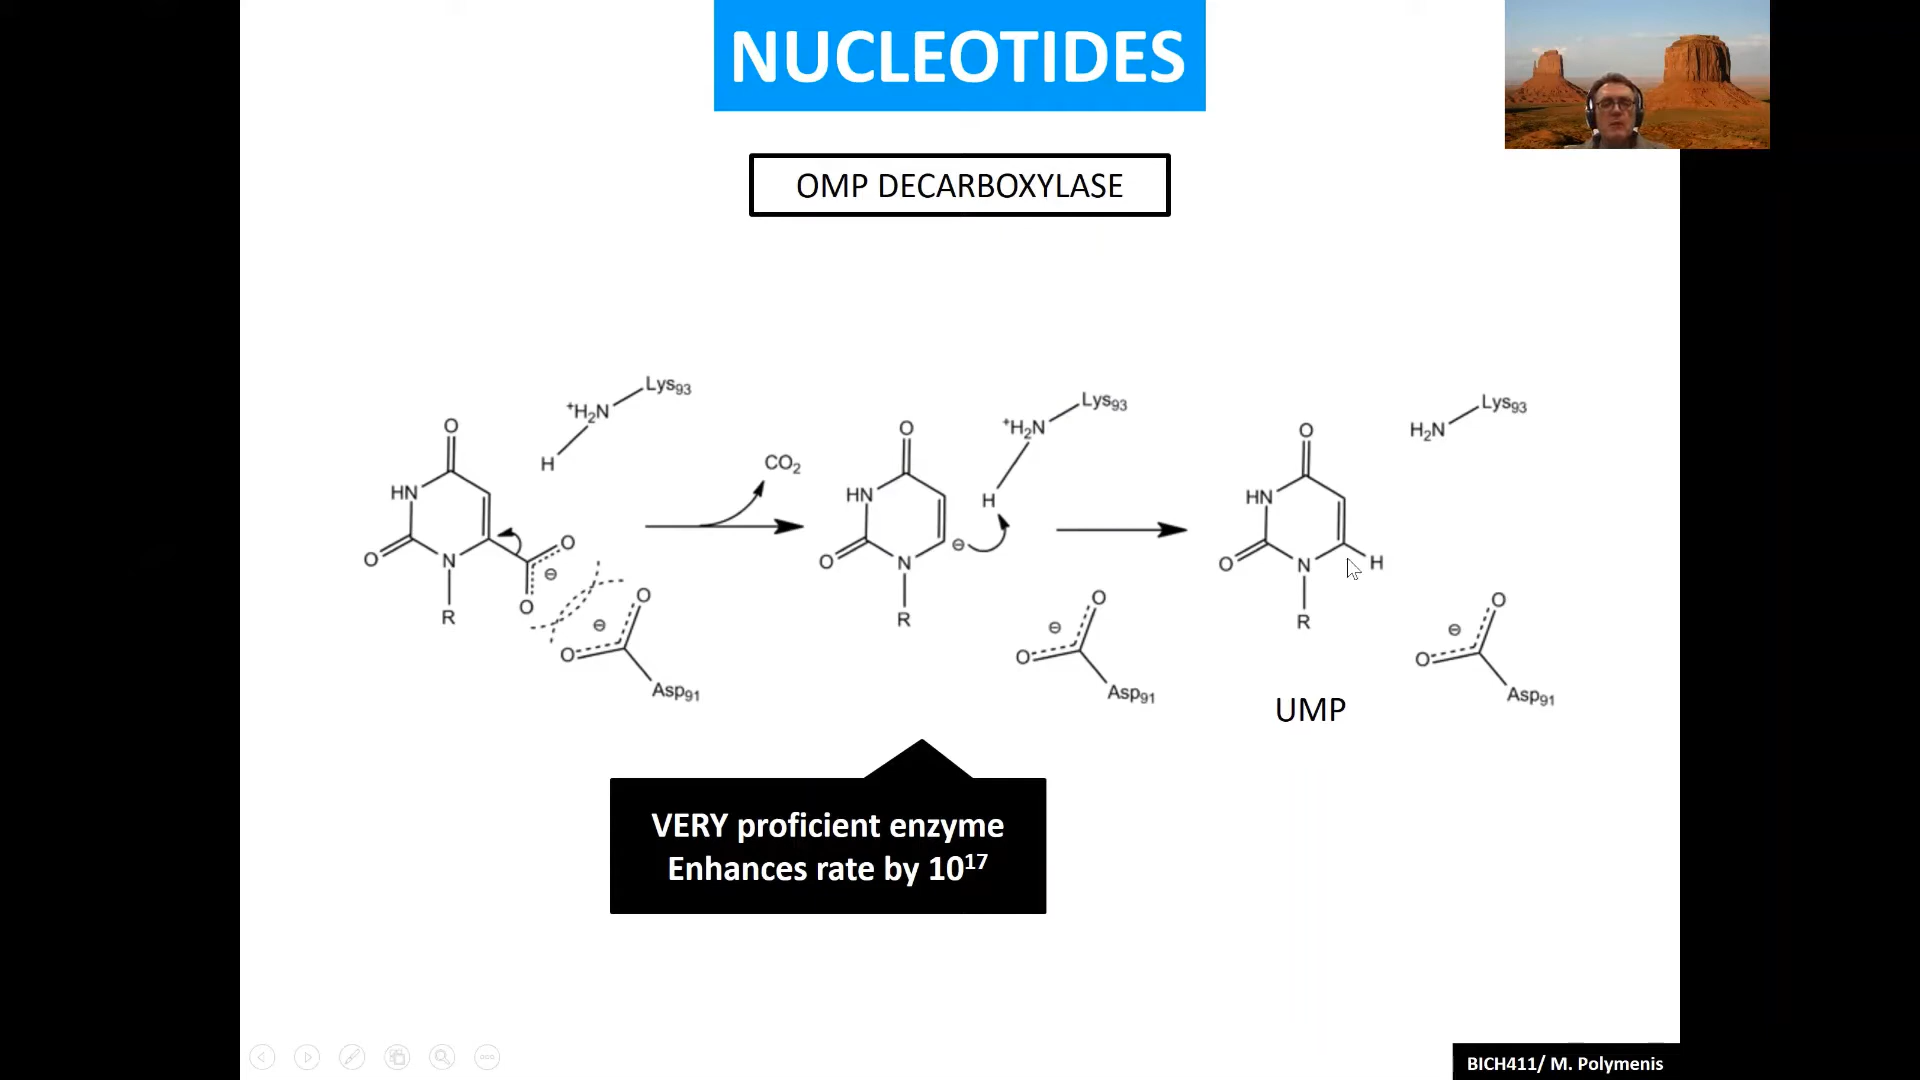 NUCLEOTIDES
OMP DECARBOXYLASE
Lys93
+H2N
H
O
HN
O
N
R
O
O
⊖
O
⊖
O
Asp91
CO2
Lys93
+H2N
H
O
HN
O
N
R
⊖
O
⊖
O
Asp91
Lys93
H2N
O
HN
O
N
H
R
O
⊖
O
Asp91
UMP
VERY proficient enzyme
Enhances rate by 10^17
BICH411/ M. Polymenis